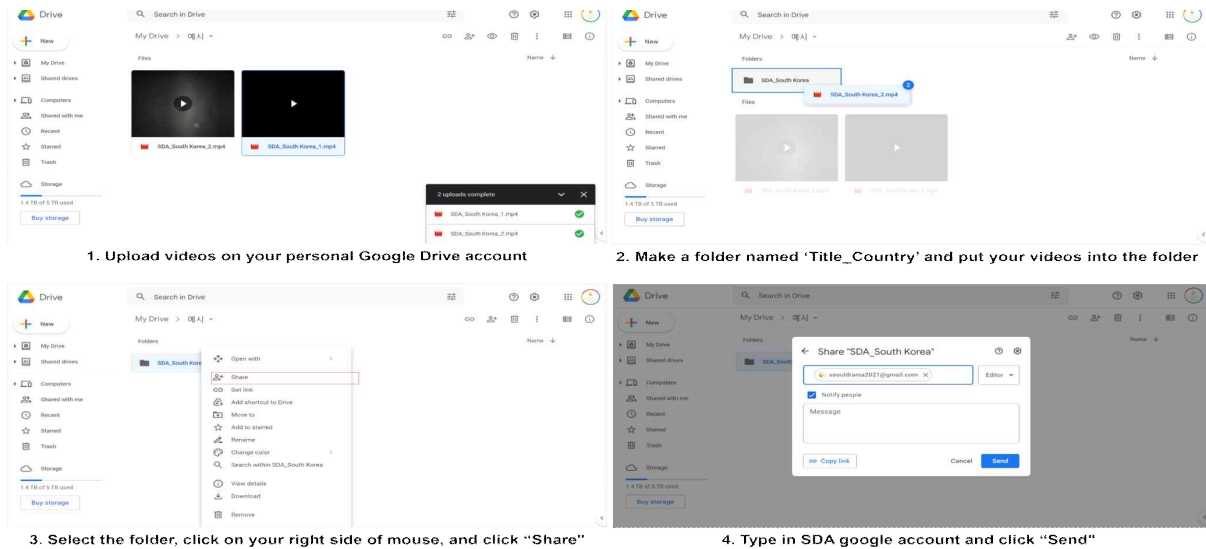 Drive
Search in Drive
New
My Drive > 예시
My Drive
Shared drives
Computers
Shared with me
Recent
Starred
Trash
Storage
1.4 TB of 5 TB used
Buy storage
Files
Name
SDA_South Korea_2.mp4
SDA_South Korea_1.mp4
2 uploads complete
SDA_South Korea_1.mp4
SDA_South Korea_2.mp4
1. Upload videos on your personal Google Drive account
Drive
Search in Drive
New
My Drive > 예시
My Drive
Shared drives
Computers
Shared with me
Recent
Starred
Trash
Storage
1.4 TB of 5 TB used
Buy storage
Folders
Name
SDA_South Korea
2
SDA_South Korea_2.mp4
Files
SDA_South Korea_2.mp4
SDA_South Korea_1.mp4
2. Make a folder named ‘Title_Country’ and put your videos into the folder
Drive
Search in Drive
New
My Drive > 예시
My Drive
Shared drives
Computers
Shared with me
Recent
Starred
Trash
Storage
1.4 TB of 5 TB used
Buy storage
Folders
Name
SDA_South Kore
Open with
Share
Get link
Add shortcut to Drive
Move to
Add to starred
Rename
Change color
Search within SDA_South Korea
View details
Download
Remove
3. Select the folder, click on your right side of mouse, and click “Share"
Drive
Search in Drive
New
My Drive > 예시
My Drive
Shared drives
Computers
Shared with me
Recent
Starred
Trash
Storage
1.4 TB of 5 TB used
Buy storage
Folders
Name
SDA_South
Share "SDA_South Korea"
seouldrama2021@gmail.com
Editor
Notify people
Message
Copy link
Cancel
Send
4. Type in SDA google account and click "Send"